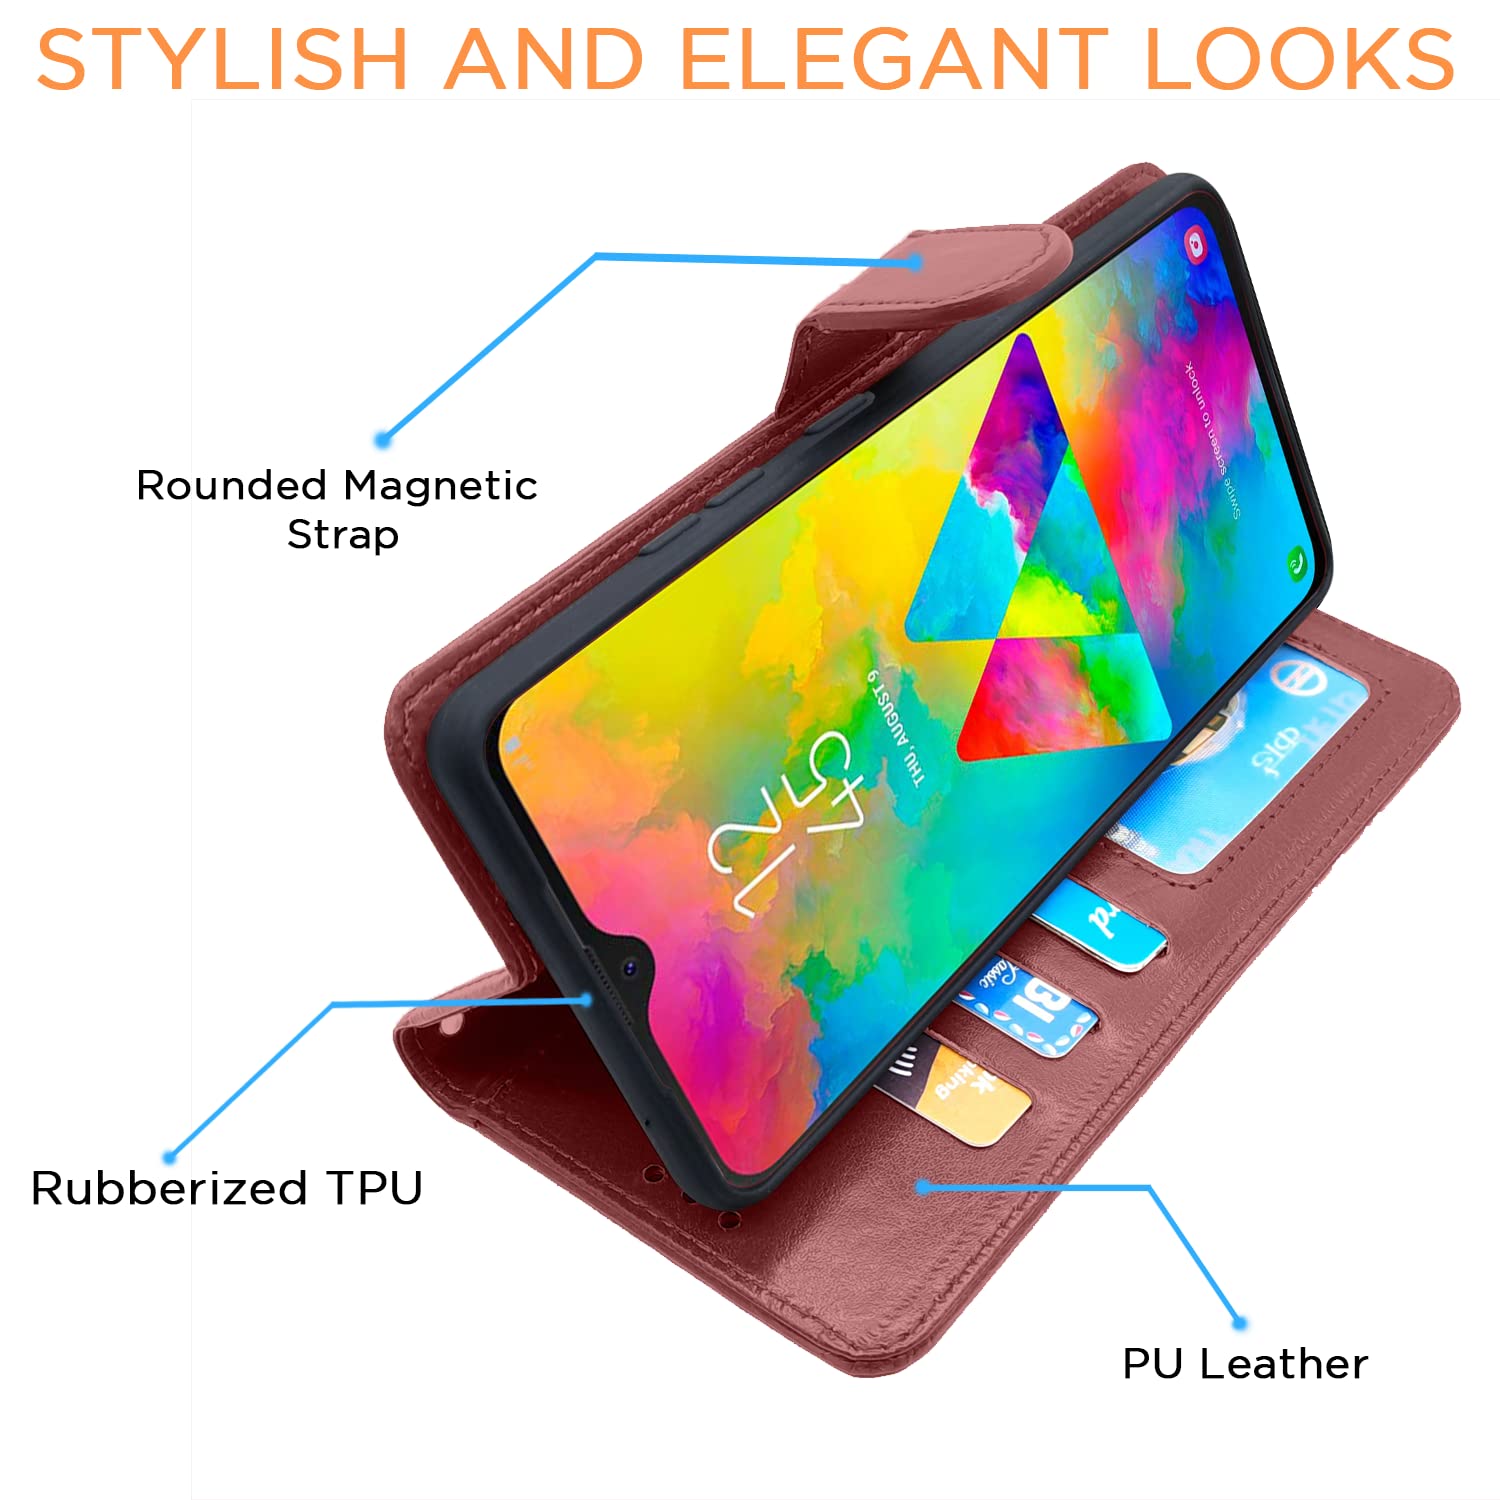 STYLISH AND ELEGANT LOOKS
Rounded Magnetic
Strap
Swipe screen to unlock
THU, AUGUST 9
12:45
Rubberized TPU
PU Leather